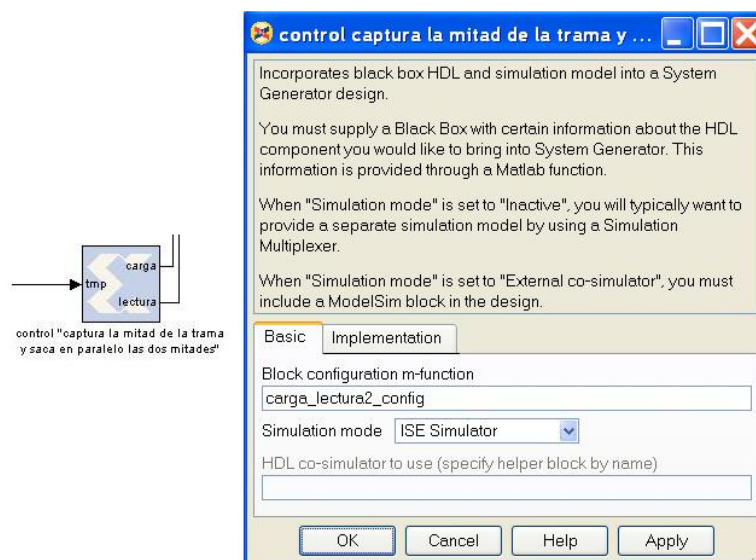 carga
tmp
lectura
control "captura la mitad de la trama
y saca en paralelo las dos mitades"
control captura la mitad de la trama y ...
Incorporates black box HDL and simulation model into a System
Generator design.
You must supply a Black Box with certain information about the HDL
component you would like to bring into System Generator. This
information is provided through a Matlab function.
When "Simulation mode" is set to "Inactive", you will typically want to
provide a separate simulation model by using a Simulation
Multiplexer.
When "Simulation mode" is set to "External co-simulator", you must
include a ModelSim block in the design.
Basic Implementation
Block configuration m-function
carga_lectura2_config
Simulation mode ISE Simulator
HDL co-simulator to use (specify helper block by name)
OK Cancel Help Apply